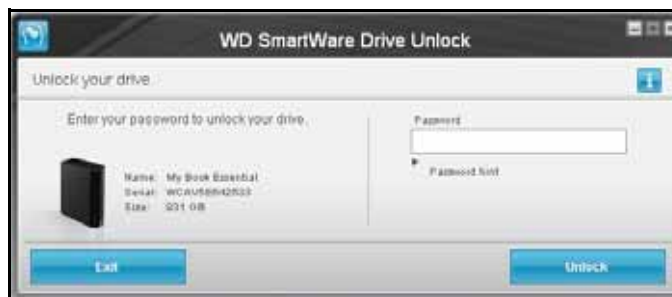 WD SmartWare Drive Unlock
Unlock your drive
Enter your password to unlock your drive.
Name: My Book Essential
Serial:
Size: 931 GB
Password
Password hint
Exit
Unlock